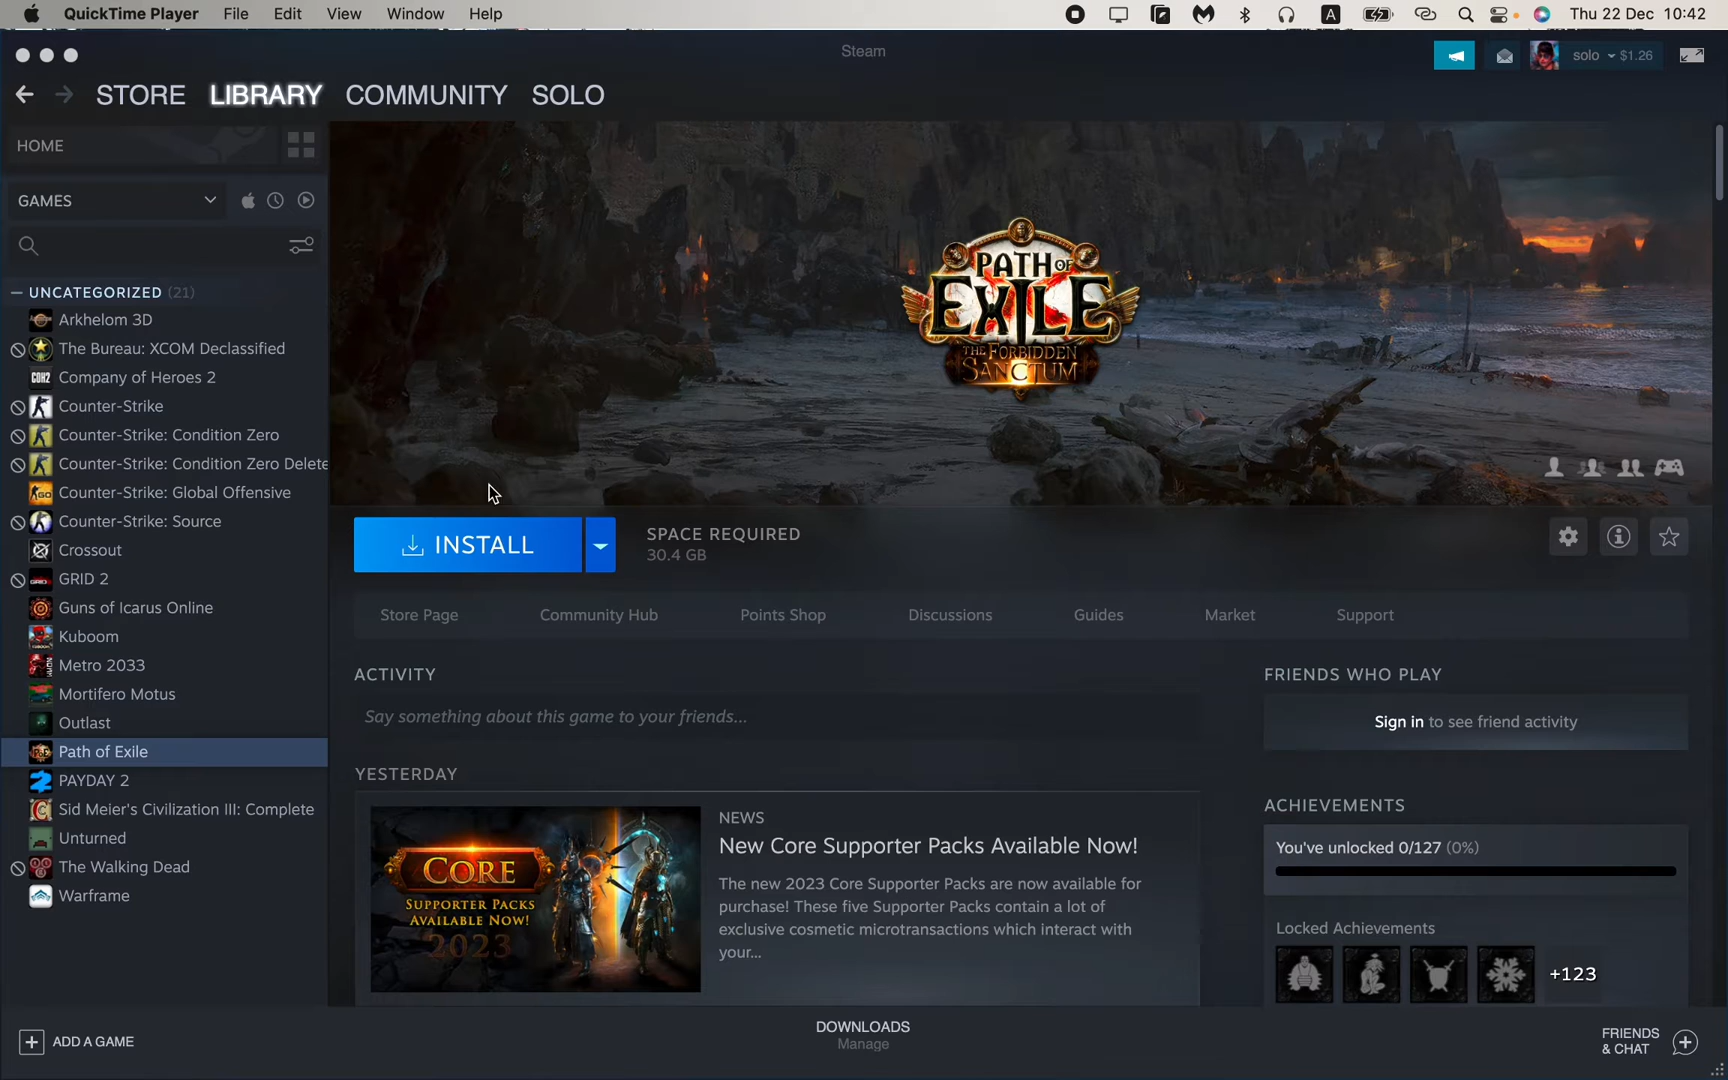 QuickTime Player File Edit View Window Help
A Thu 22 Dec 10:42
Steam
solo $1.26
STORE LIBRARY COMMUNITY SOLO
HOME
GAMES
UNCATEGORIZED (21)
Arkhelom 3D
The Bureau: XCOM Declassified
COH2 Company of Heroes 2
Counter-Strike
Counter-Strike: Condition Zero
Counter-Strike: Condition Zero Delete
GO Counter-Strike: Global Offensive
Counter-Strike: Source
Crossout
GRID GRID 2
Guns of Icarus Online
Kuboom
Metro 2033
Mortifero Motus
Outlast
Path of Exile
PAYDAY 2
Sid Meier's Civilization III: Complete
Unturned
The Walking Dead
Warframe
PATH OF
EXILE
THE FORBIDDEN
SANCTUM
INSTALL
SPACE REQUIRED
30.4 GB
Store Page Community Hub Points Shop Discussions Guides Market Support
ACTIVITY
Say something about this game to your friends...
YESTERDAY
CORE
SUPPORTER PACKS
AVAILABLE NOW!
2023
NEWS
New Core Supporter Packs Available Now!
The new 2023 Core Supporter Packs are now available for
purchase! These five Supporter Packs contain a lot of
exclusive cosmetic microtransactions which interact with
your...
FRIENDS WHO PLAY
Sign in to see friend activity
ACHIEVEMENTS
You've unlocked 0/127 (0%)
Locked Achievements
+123
ADD A GAME
DOWNLOADS
Manage
FRIENDS
& CHAT